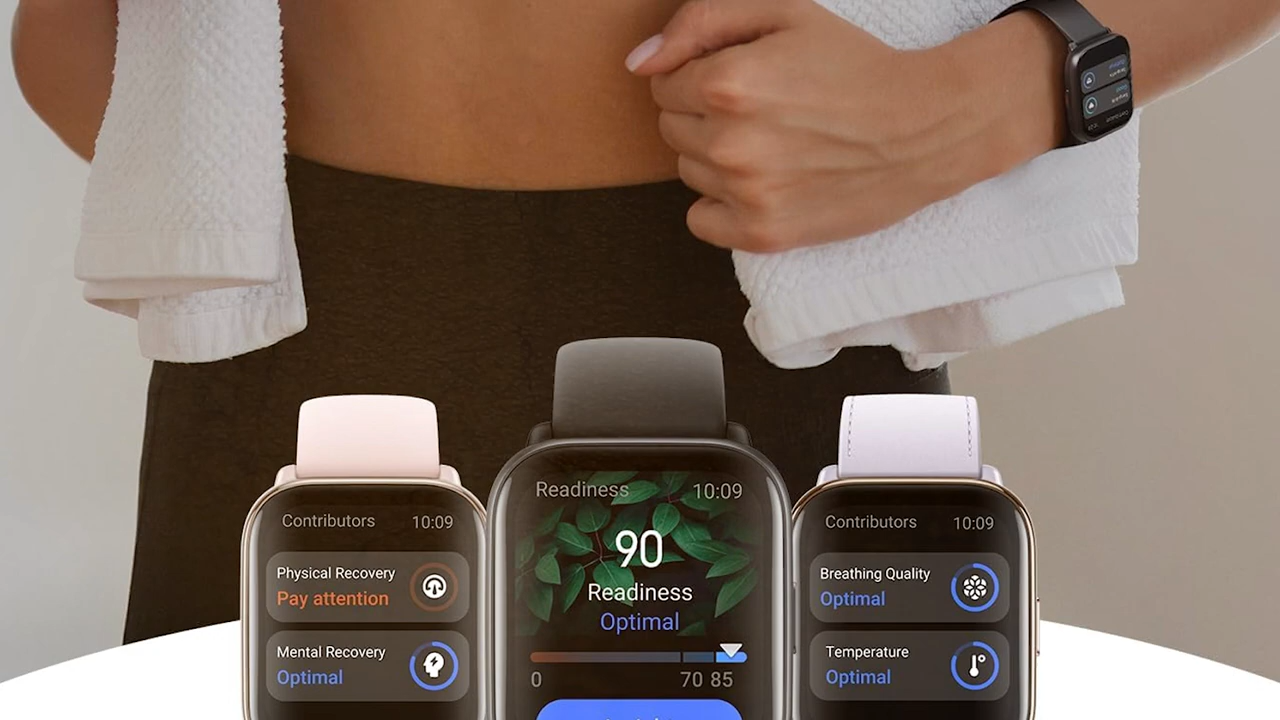 Contributors 10:09
Physical Recovery
Pay attention
Mental Recovery
Optimal
Readiness 10:09
90
Readiness
Optimal
0 70 85
Contributors 10:09
Breathing Quality
Optimal
Temperature
Optimal